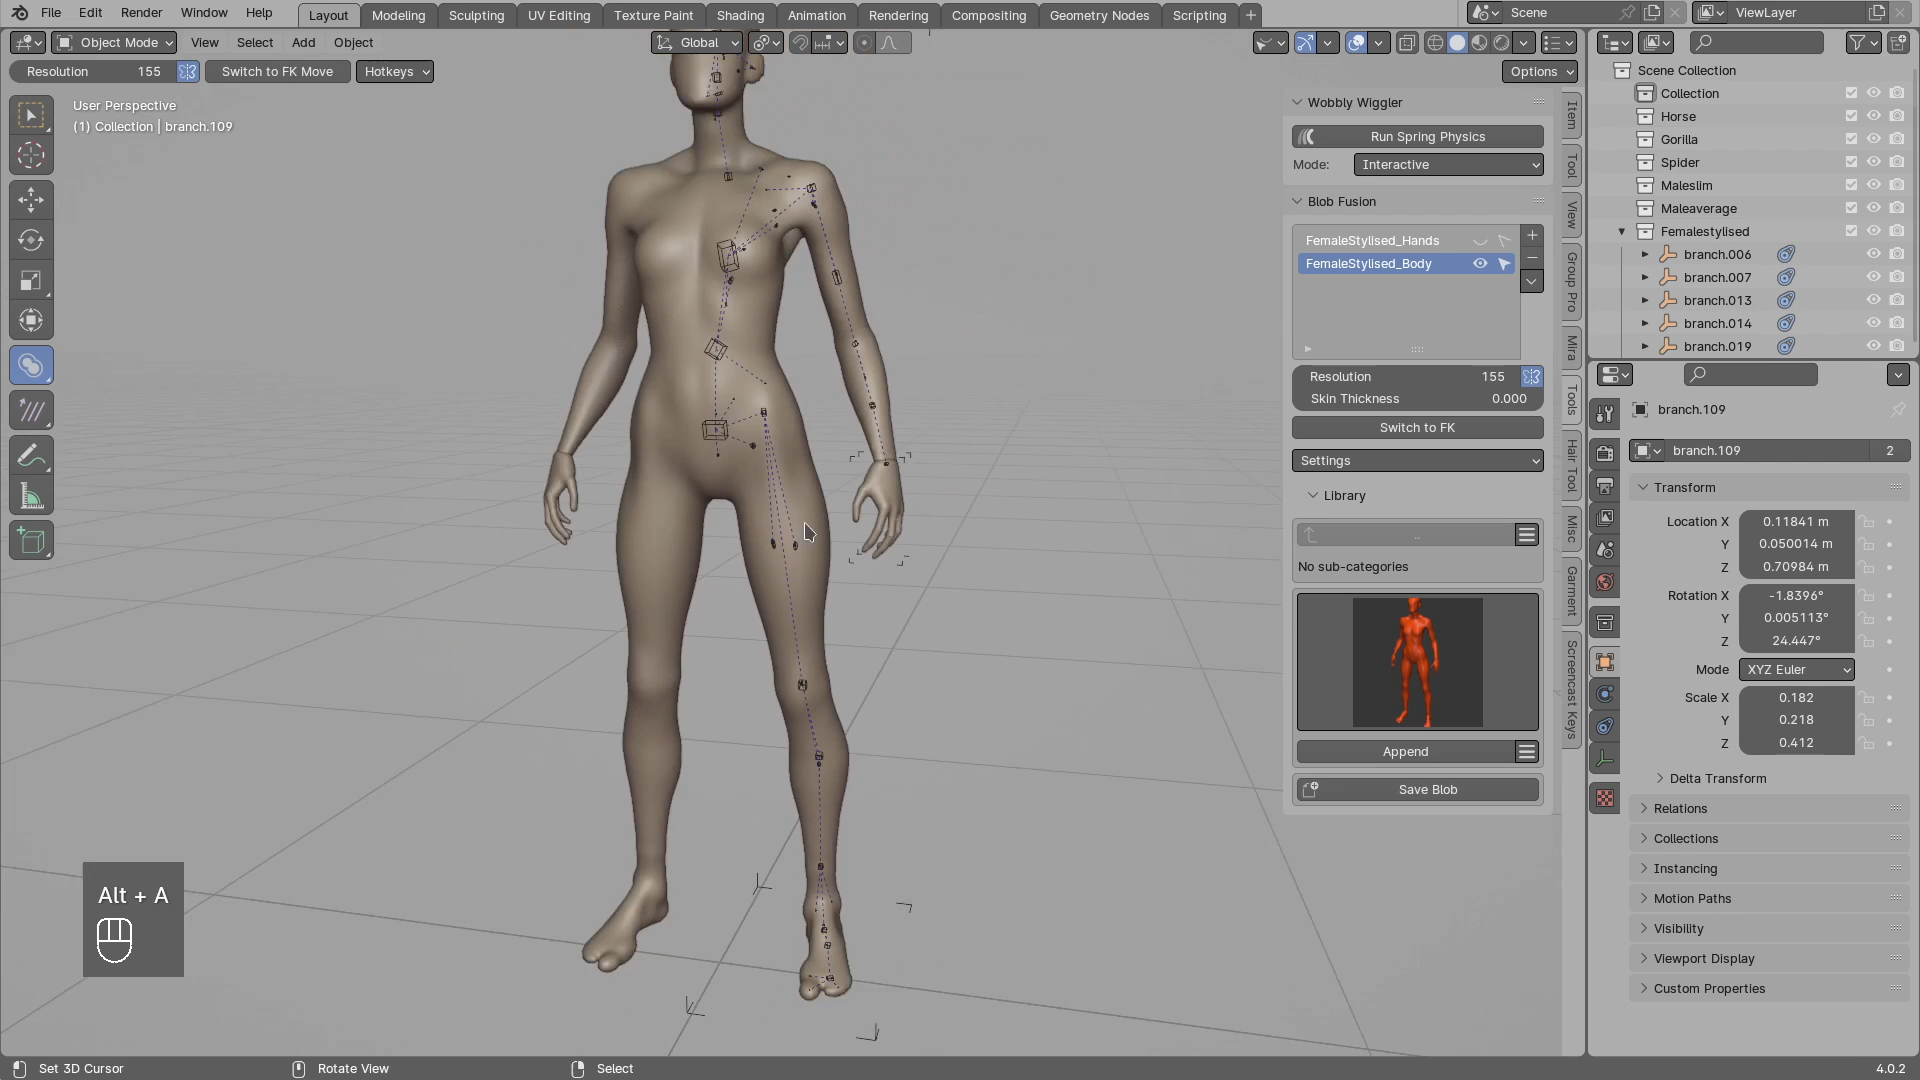 File Edit Render Window Help Layout Modeling Sculpting UV Editing Texture Paint Shading Animation Rendering Compositing Geometry Nodes Scripting + Scene ViewLayer
Object Mode View Select Add Object Global
Resolution 155 Switch to FK Move Hotkeys Options
User Perspective
(1) Collection | branch.109
Wobbly Wiggler
Run Spring Physics
Mode: Interactive
Blob Fusion
FemaleStylised_Hands
FemaleStylised_Body
Resolution 155
Skin Thickness 0.000
Switch to FK
Settings
Library
..
No sub-categories
Append
Save Blob
Item
Tool
View
Group Pro
Mira
Tools
Hair Tool
Misc
Garment
Screencast Keys
Scene Collection
Collection
Horse
Gorilla
Spider
Maleslim
Maleaverage
Femalestylised
branch.006
branch.007
branch.013
branch.014
branch.019
branch.109
branch.109 2
Transform
Location X 0.11841 m
Y 0.050014 m
Z 0.70984 m
Rotation X -1.8396°
Y 0.005113°
Z 24.447°
Mode XYZ Euler
Scale X 0.182
Y 0.218
Z 0.412
Delta Transform
Relations
Collections
Instancing
Motion Paths
Visibility
Viewport Display
Custom Properties
Alt + A
Set 3D Cursor Rotate View Select 4.0.2